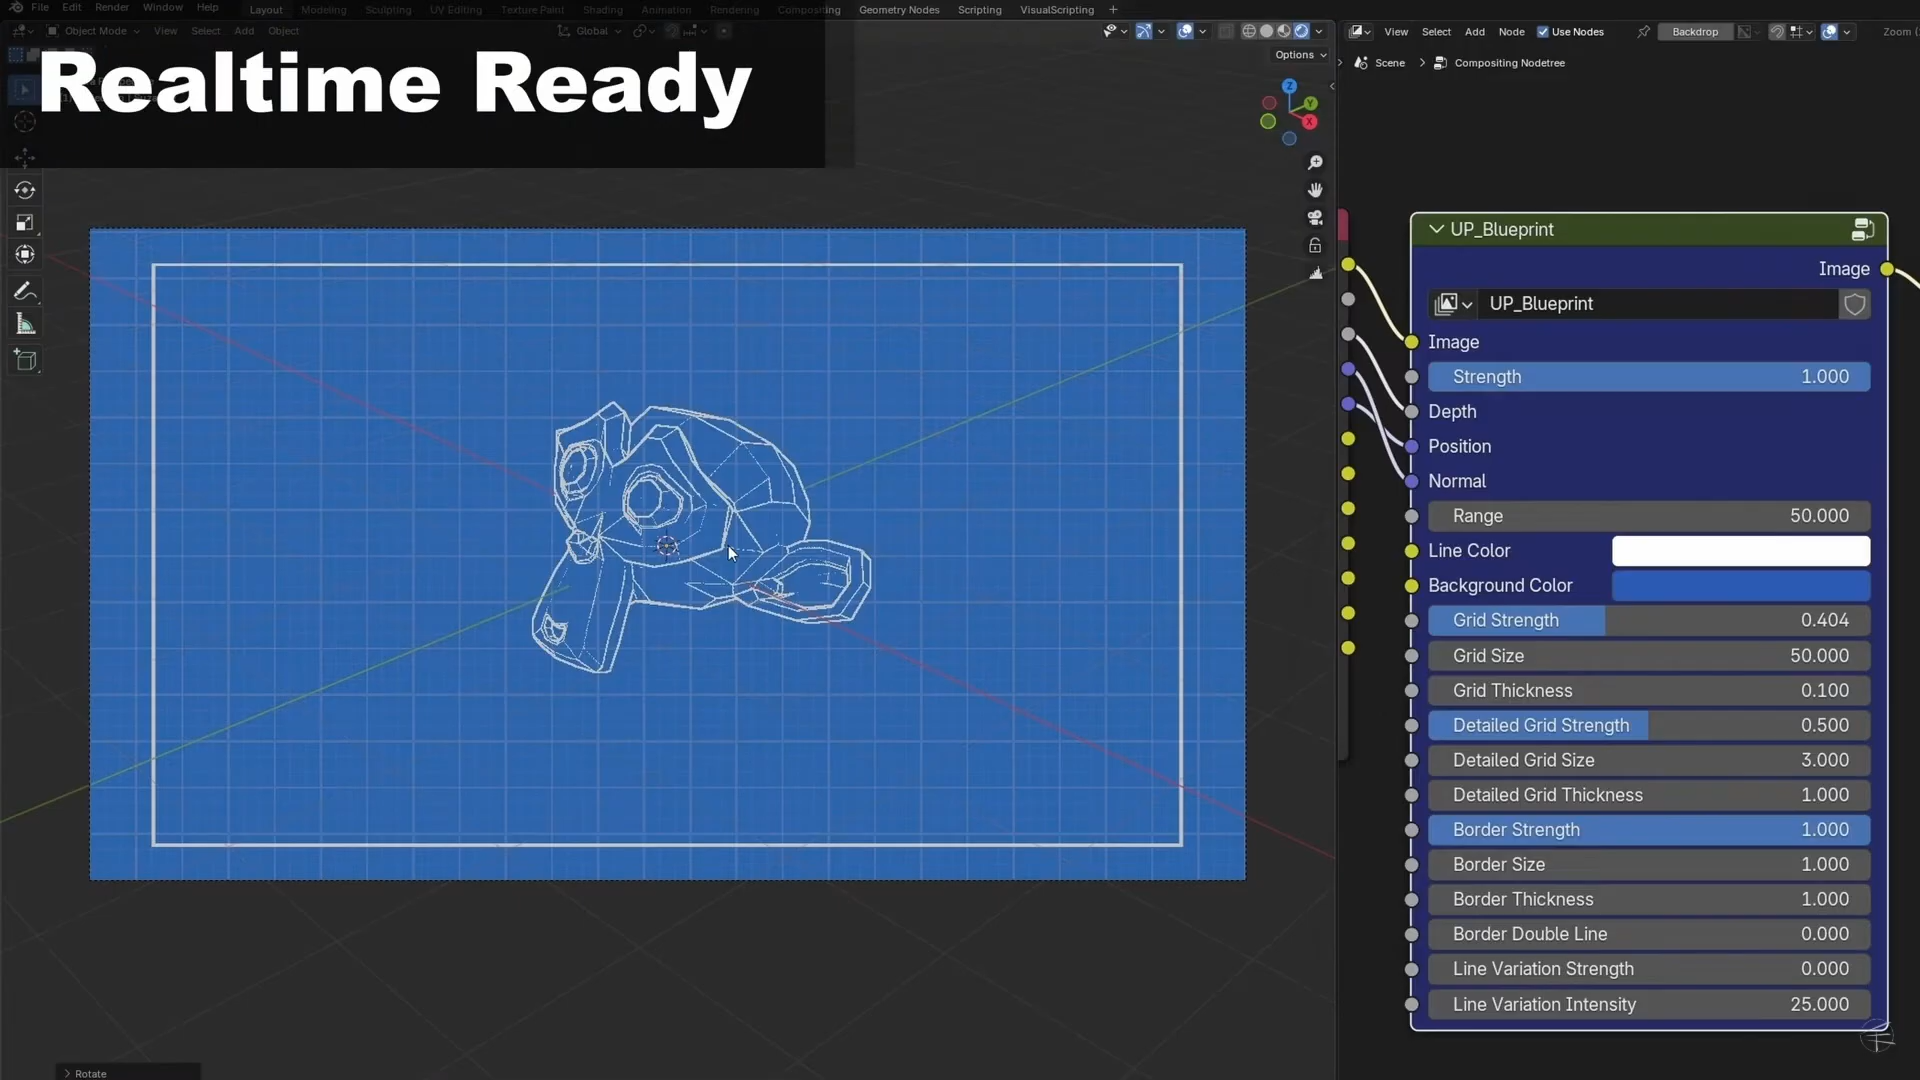 File Edit Render Window Help Layout Modeling Sculpting UV Editing Texture Paint Shading Animation Rendering Compositing Geometry Nodes Scripting VisualScripting +
Object Mode View Select Add Object Global
View Select Add Node Use Nodes Backdrop Zoom
Options
Realtime Ready
Scene > Compositing Nodetree
Z
Y
X
UP_Blueprint
Image
UP_Blueprint
Image
Strength 1.000
Depth
Position
Normal
Range 50.000
Line Color
Background Color
Grid Strength 0.404
Grid Size 50.000
Grid Thickness 0.100
Detailed Grid Strength 0.500
Detailed Grid Size 3.000
Detailed Grid Thickness 1.000
Border Strength 1.000
Border Size 1.000
Border Thickness 1.000
Border Double Line 0.000
Line Variation Strength 0.000
Line Variation Intensity 25.000
Rotate